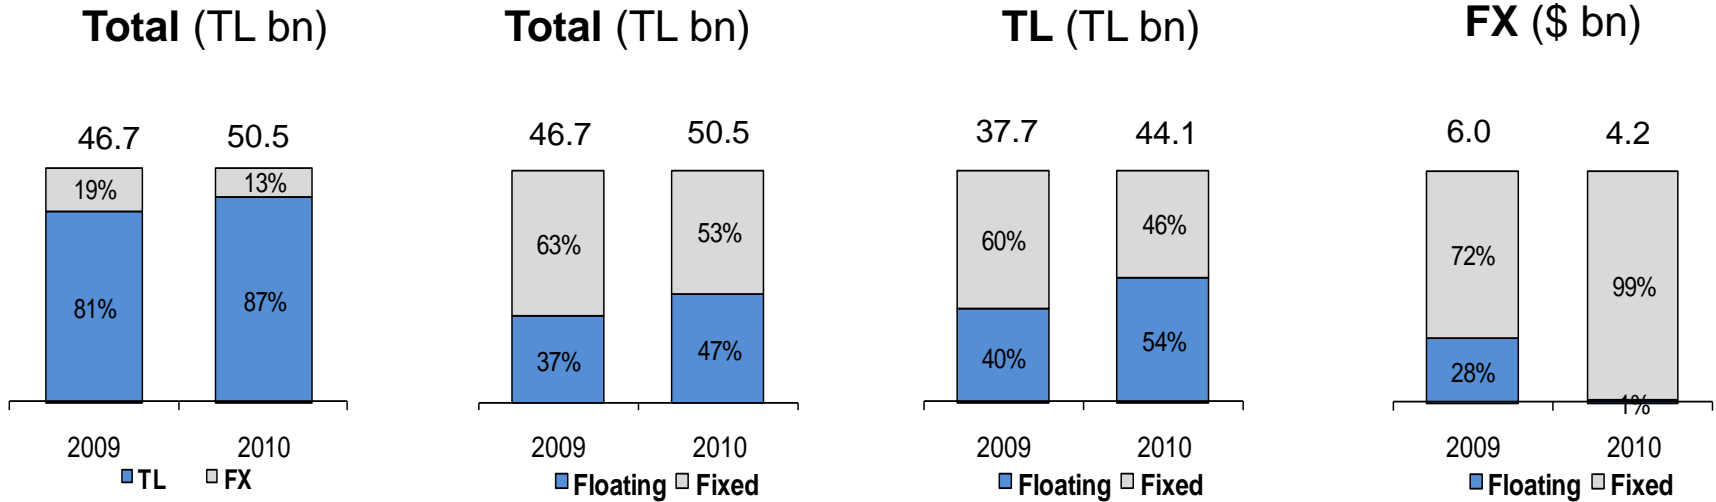 Total (TL bn)
46.7 50.5
19% 13%
81% 87%
2009 2010
TL FX
Total (TL bn)
46.7 50.5
63% 53%
37% 47%
2009 2010
Floating Fixed
TL (TL bn)
37.7 44.1
60% 46%
40% 54%
2009 2010
Floating Fixed
FX ($ bn)
6.0 4.2
72% 99%
28% 1%
2009 2010
Floating Fixed